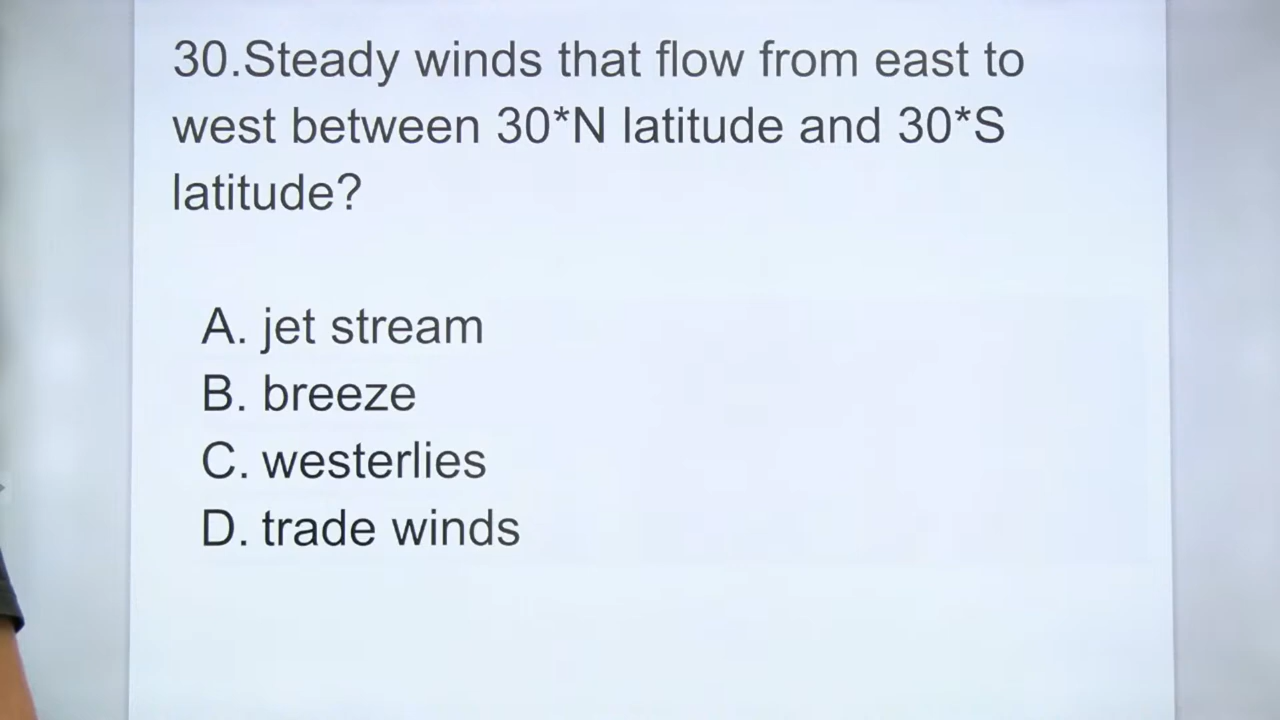 30.Steady winds that flow from east to
west between 30*N latitude and 30*S
latitude?
A. jet stream
B. breeze
C. westerlies
D. trade winds